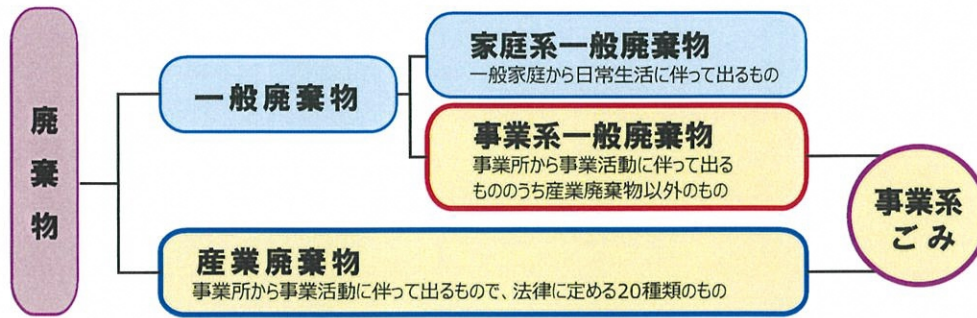 廃棄物
一般廃棄物
家庭系一般廃棄物
一般家庭から日常生活に伴って出るもの
事業系一般廃棄物
事業所から事業活動に伴って出る
もののうち産業廃棄物以外のもの
産業廃棄物
事業所から事業活動に伴って出るもので、法律に定める20種類のもの
事業系
ごみ